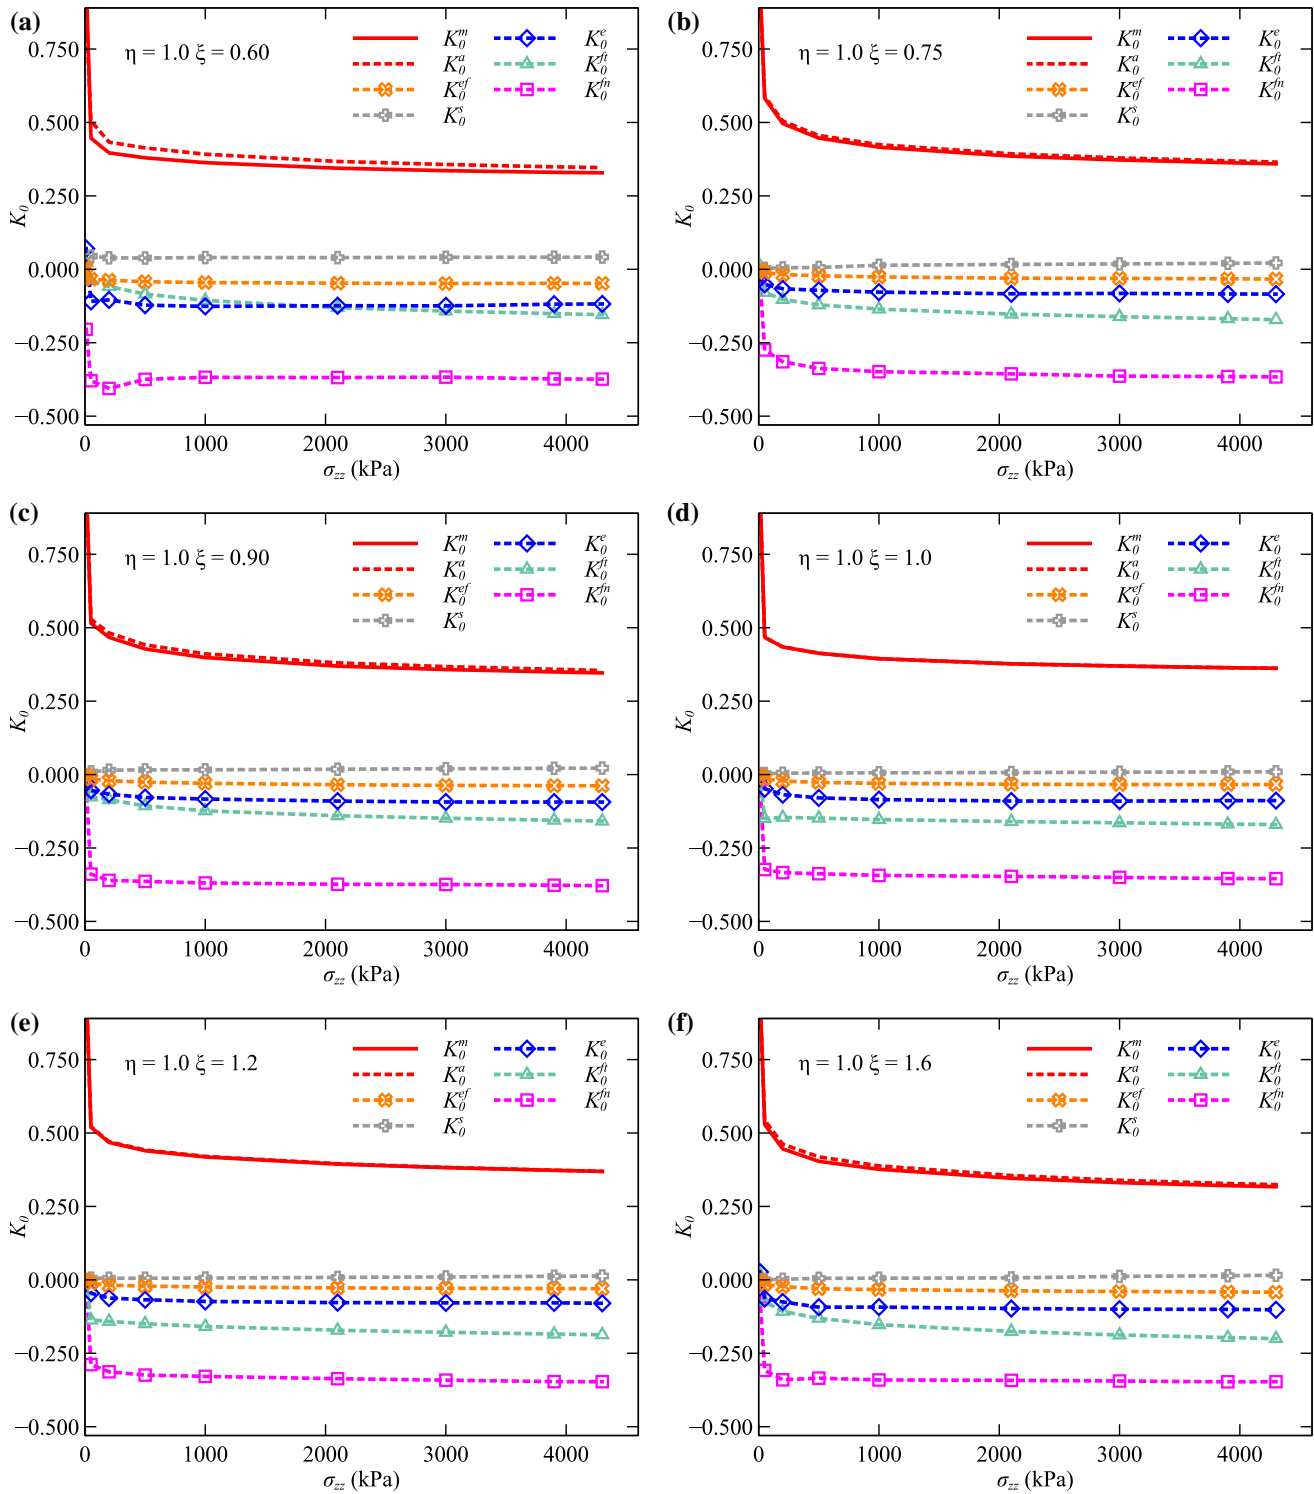 (a)
η = 1.0 ξ = 0.60
K₀ᵐ
K₀ᵃ
K₀ᵉᶠ
K₀ˢ
K₀ᵉ
K₀ᶠᵗ
K₀ᶠⁿ
0.750
0.500
0.250
0.000
−0.250
−0.500
K₀
0 1000 2000 3000 4000
σzz (kPa)
(b)
η = 1.0 ξ = 0.75
K₀ᵐ
K₀ᵃ
K₀ᵉᶠ
K₀ˢ
K₀ᵉ
K₀ᶠᵗ
K₀ᶠⁿ
0.750
0.500
0.250
0.000
−0.250
−0.500
K₀
0 1000 2000 3000 4000
σzz (kPa)
(c)
η = 1.0 ξ = 0.90
K₀ᵐ
K₀ᵃ
K₀ᵉᶠ
K₀ˢ
K₀ᵉ
K₀ᶠᵗ
K₀ᶠⁿ
0.750
0.500
0.250
0.000
−0.250
−0.500
K₀
0 1000 2000 3000 4000
σzz (kPa)
(d)
η = 1.0 ξ = 1.0
K₀ᵐ
K₀ᵃ
K₀ᵉᶠ
K₀ˢ
K₀ᵉ
K₀ᶠᵗ
K₀ᶠⁿ
0.750
0.500
0.250
0.000
−0.250
−0.500
K₀
0 1000 2000 3000 4000
σzz (kPa)
(e)
η = 1.0 ξ = 1.2
K₀ᵐ
K₀ᵃ
K₀ᵉᶠ
K₀ˢ
K₀ᵉ
K₀ᶠᵗ
K₀ᶠⁿ
0.750
0.500
0.250
0.000
−0.250
−0.500
K₀
0 1000 2000 3000 4000
σzz (kPa)
(f)
η = 1.0 ξ = 1.6
K₀ᵐ
K₀ᵃ
K₀ᵉᶠ
K₀ˢ
K₀ᵉ
K₀ᶠᵗ
K₀ᶠⁿ
0.750
0.500
0.250
0.000
−0.250
−0.500
K₀
0 1000 2000 3000 4000
σzz (kPa)